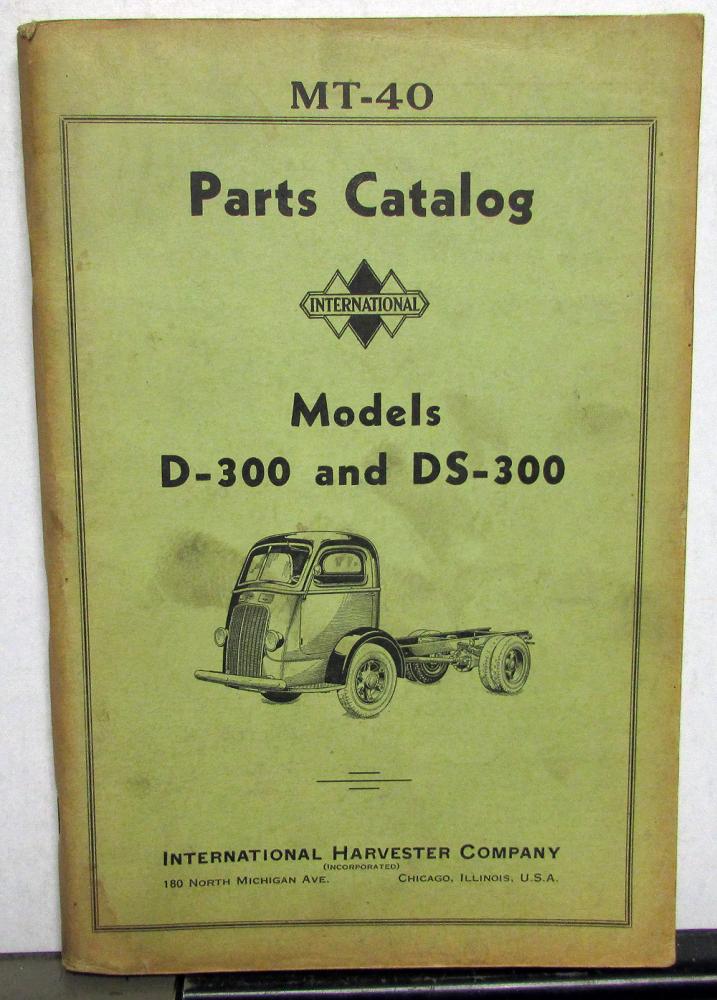 MT-40
Parts Catalog
INTERNATIONAL
Models
D-300 and DS-300
INTERNATIONAL HARVESTER COMPANY
(INCORPORATED)
180 NORTH MICHIGAN AVE. CHICAGO, ILLINOIS, U.S.A.